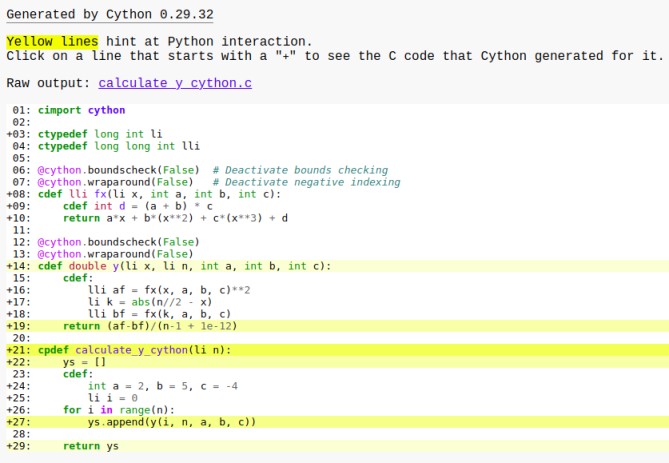 Generated by Cython 0.29.32
Yellow lines hint at Python interaction.
Click on a line that starts with a "+" to see the C code that Cython generated for it.
Raw output: calculate_y_cython.c
 01: cimport cython
 02:
+03: ctypedef long int li
 04: ctypedef long long int lli
 05:
 06: @cython.boundscheck(False)  # Deactivate bounds checking
 07: @cython.wraparound(False)   # Deactivate negative indexing
+08: cdef lli fx(li x, int a, int b, int c):
+09:     cdef int d = (a + b) * c
+10:     return a*x + b*(x**2) + c*(x**3) + d
 11:
 12: @cython.boundscheck(False)
 13: @cython.wraparound(False)
+14: cdef double y(li x, li n, int a, int b, int c):
 15:     cdef:
+16:         lli af = fx(x, a, b, c)**2
+17:         li k = abs(n//2 - x)
+18:         lli bf = fx(k, a, b, c)
+19:     return (af-bf)/(n-1 + 1e-12)
 20:
+21: cpdef calculate_y_cython(li n):
+22:     ys = []
 23:     cdef:
+24:         int a = 2, b = 5, c = -4
+25:         li i = 0
+26:     for i in range(n):
+27:         ys.append(y(i, n, a, b, c))
 28:
+29:     return ys